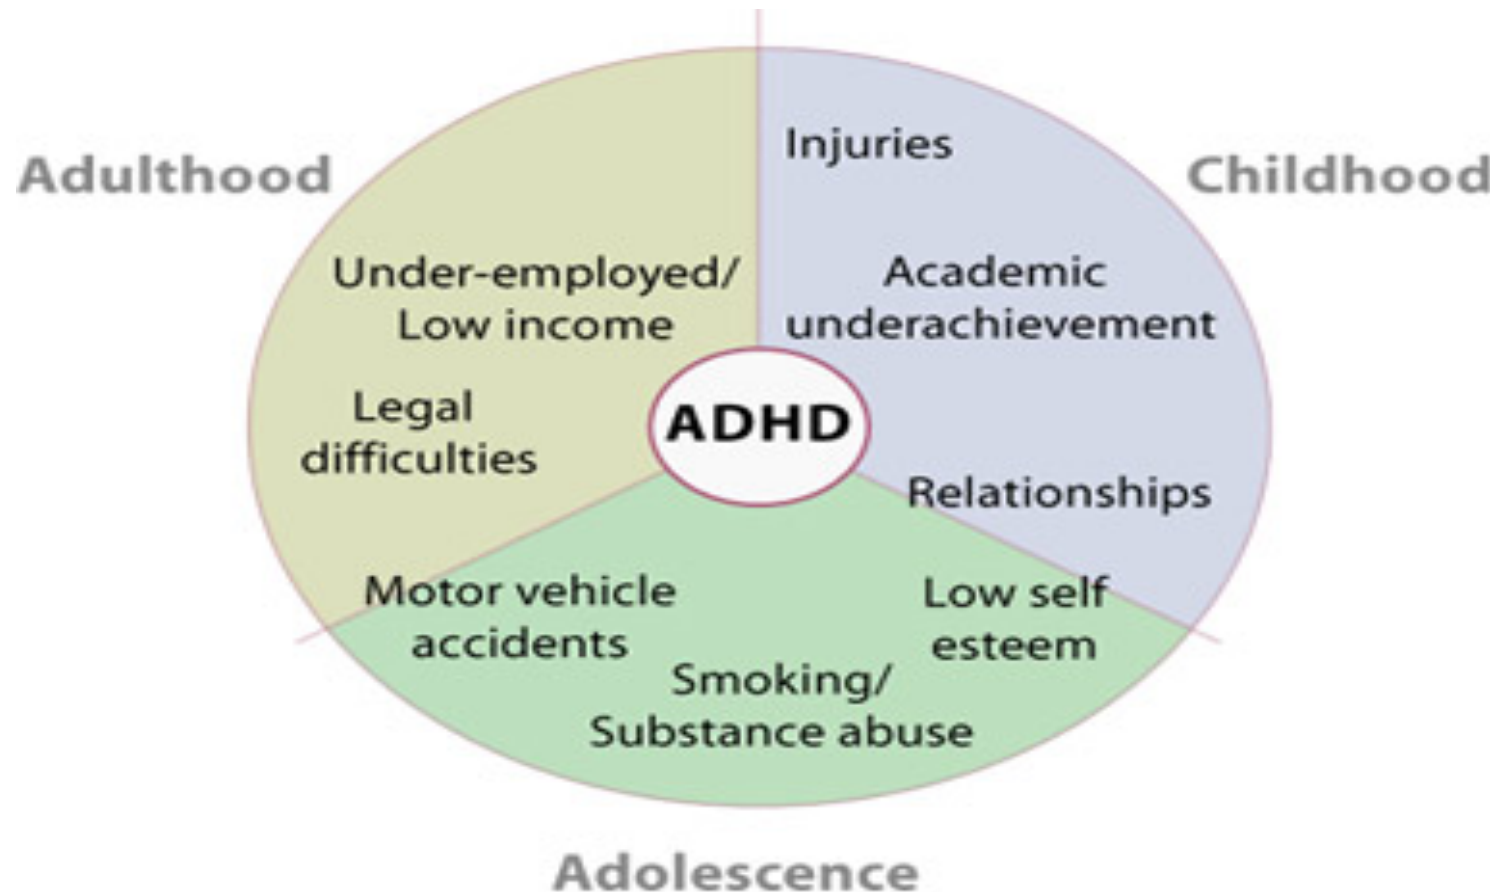 Adulthood
Childhood
Injuries
Under-employed/
Low income
Academic
underachievement
Legal
difficulties
ADHD
Relationships
Motor vehicle
accidents
Low self
esteem
Smoking/
Substance abuse
Adolescence